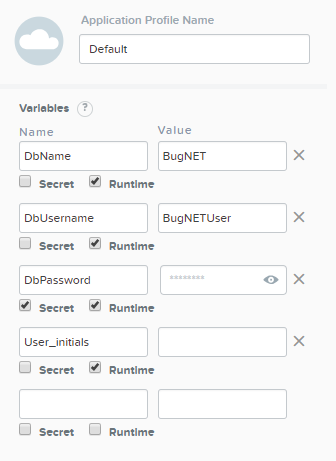 Application Profile Name
Default
Variables ?
Name Value
DbName BugNET
Secret Runtime
DbUsername BugNETUser
Secret Runtime
DbPassword ********
Secret Runtime
User_initials
Secret Runtime
Secret Runtime